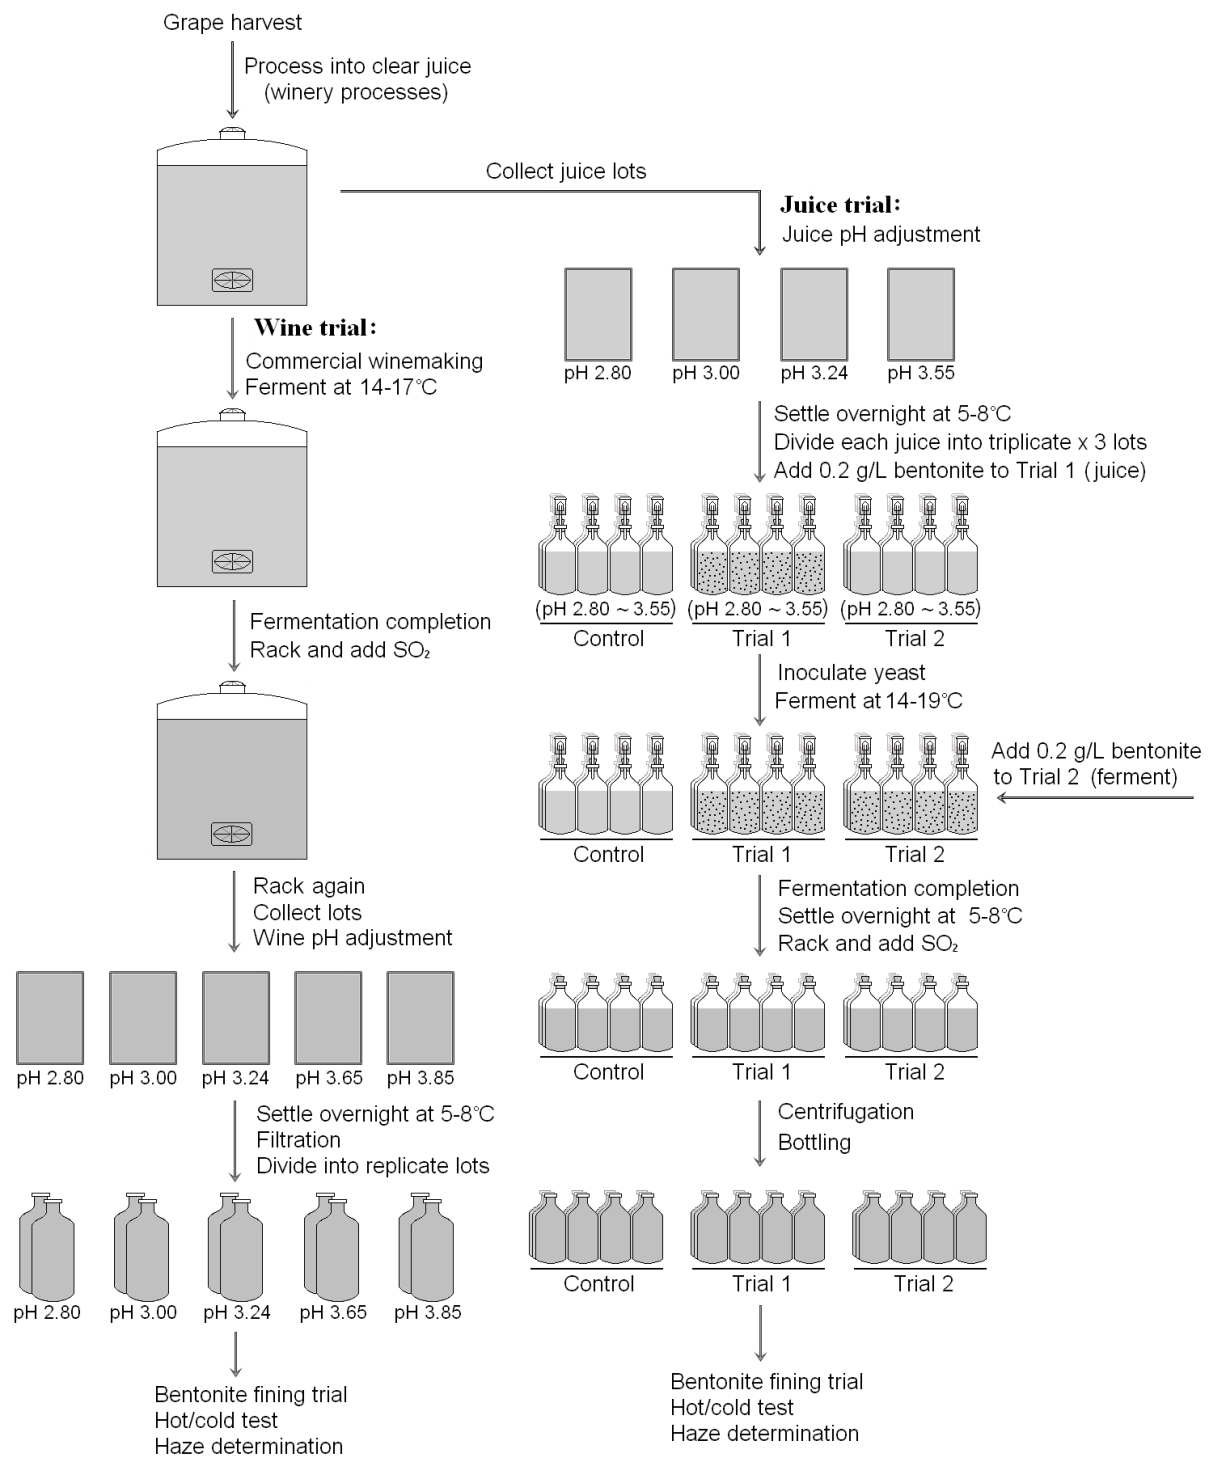 Grape harvest
Process into clear juice
(winery processes)
Collect juice lots
Juice trial:
Juice pH adjustment
pH 2.80
pH 3.00
pH 3.24
pH 3.55
Wine trial:
Commercial winemaking
Ferment at 14-17°C
Settle overnight at 5-8°C
Divide each juice into triplicate x 3 lots
Add 0.2 g/L bentonite to Trial 1 (juice)
(pH 2.80 ~ 3.55)
(pH 2.80 ~ 3.55)
(pH 2.80 ~ 3.55)
Control
Trial 1
Trial 2
Fermentation completion
Rack and add SO₂
Inoculate yeast
Ferment at 14-19°C
Add 0.2 g/L bentonite
to Trial 2 (ferment)
Control
Trial 1
Trial 2
Rack again
Collect lots
Wine pH adjustment
Fermentation completion
Settle overnight at 5-8°C
Rack and add SO₂
pH 2.80
pH 3.00
pH 3.24
pH 3.65
pH 3.85
Control
Trial 1
Trial 2
Settle overnight at 5-8°C
Filtration
Divide into replicate lots
Centrifugation
Bottling
pH 2.80
pH 3.00
pH 3.24
pH 3.65
pH 3.85
Control
Trial 1
Trial 2
Bentonite fining trial
Hot/cold test
Haze determination
Bentonite fining trial
Hot/cold test
Haze determination